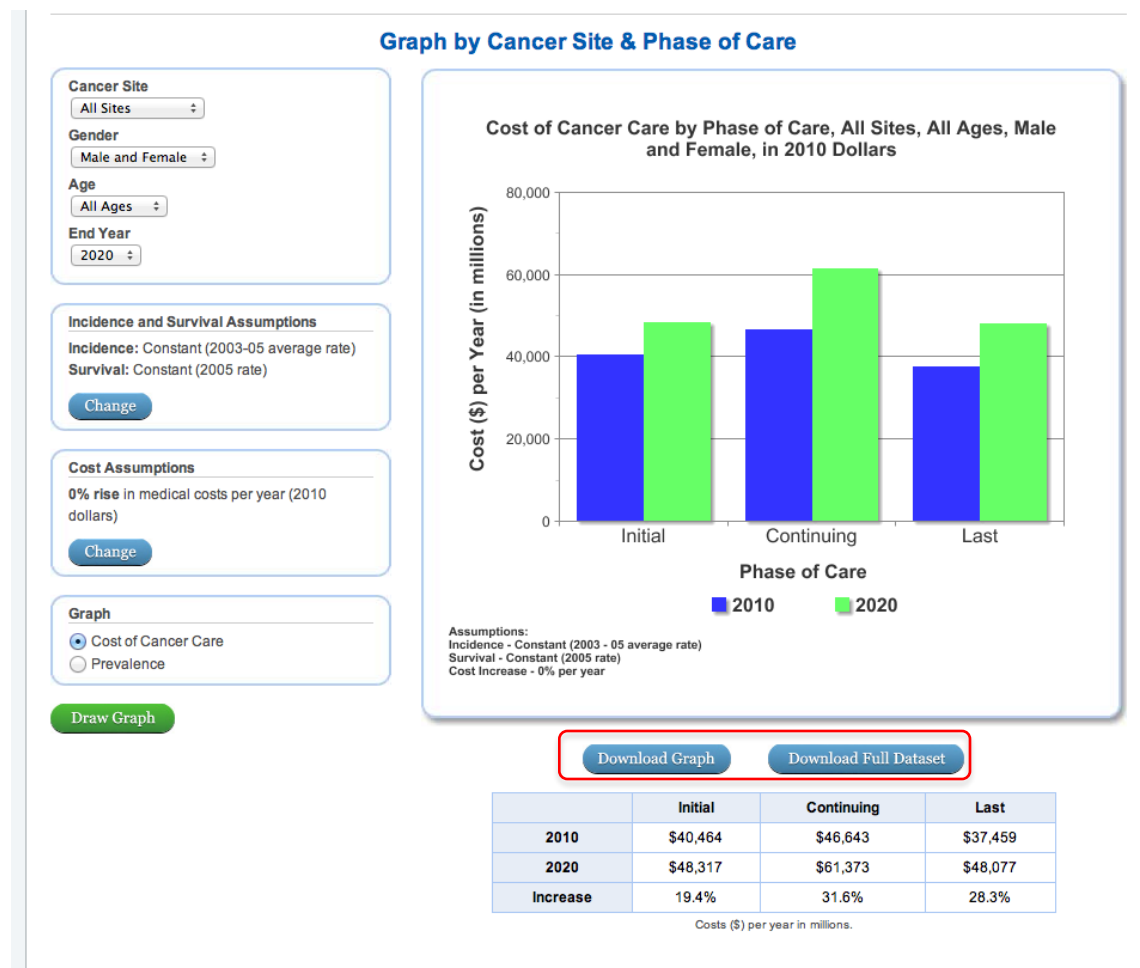 Graph by Cancer Site & Phase of Care
Cancer Site
All Sites
Gender
Male and Female
Age
All Ages
End Year
2020
Incidence and Survival Assumptions
Incidence: Constant (2003-05 average rate)
Survival: Constant (2005 rate)
Change
Cost Assumptions
0% rise in medical costs per year (2010
dollars)
Change
Graph
Cost of Cancer Care
Prevalence
Draw Graph
Cost of Cancer Care by Phase of Care, All Sites, All Ages, Male
and Female, in 2010 Dollars
Cost ($) per Year (in millions)
80,000
60,000
40,000
20,000
0
Initial Continuing Last
Phase of Care
2010 2020
Assumptions:
Incidence - Constant (2003 - 05 average rate)
Survival - Constant (2005 rate)
Cost Increase - 0% per year
Download Graph Download Full Dataset
Initial Continuing Last
2010 $40,464 $46,643 $37,459
2020 $48,317 $61,373 $48,077
Increase 19.4% 31.6% 28.3%
Costs ($) per year in millions.